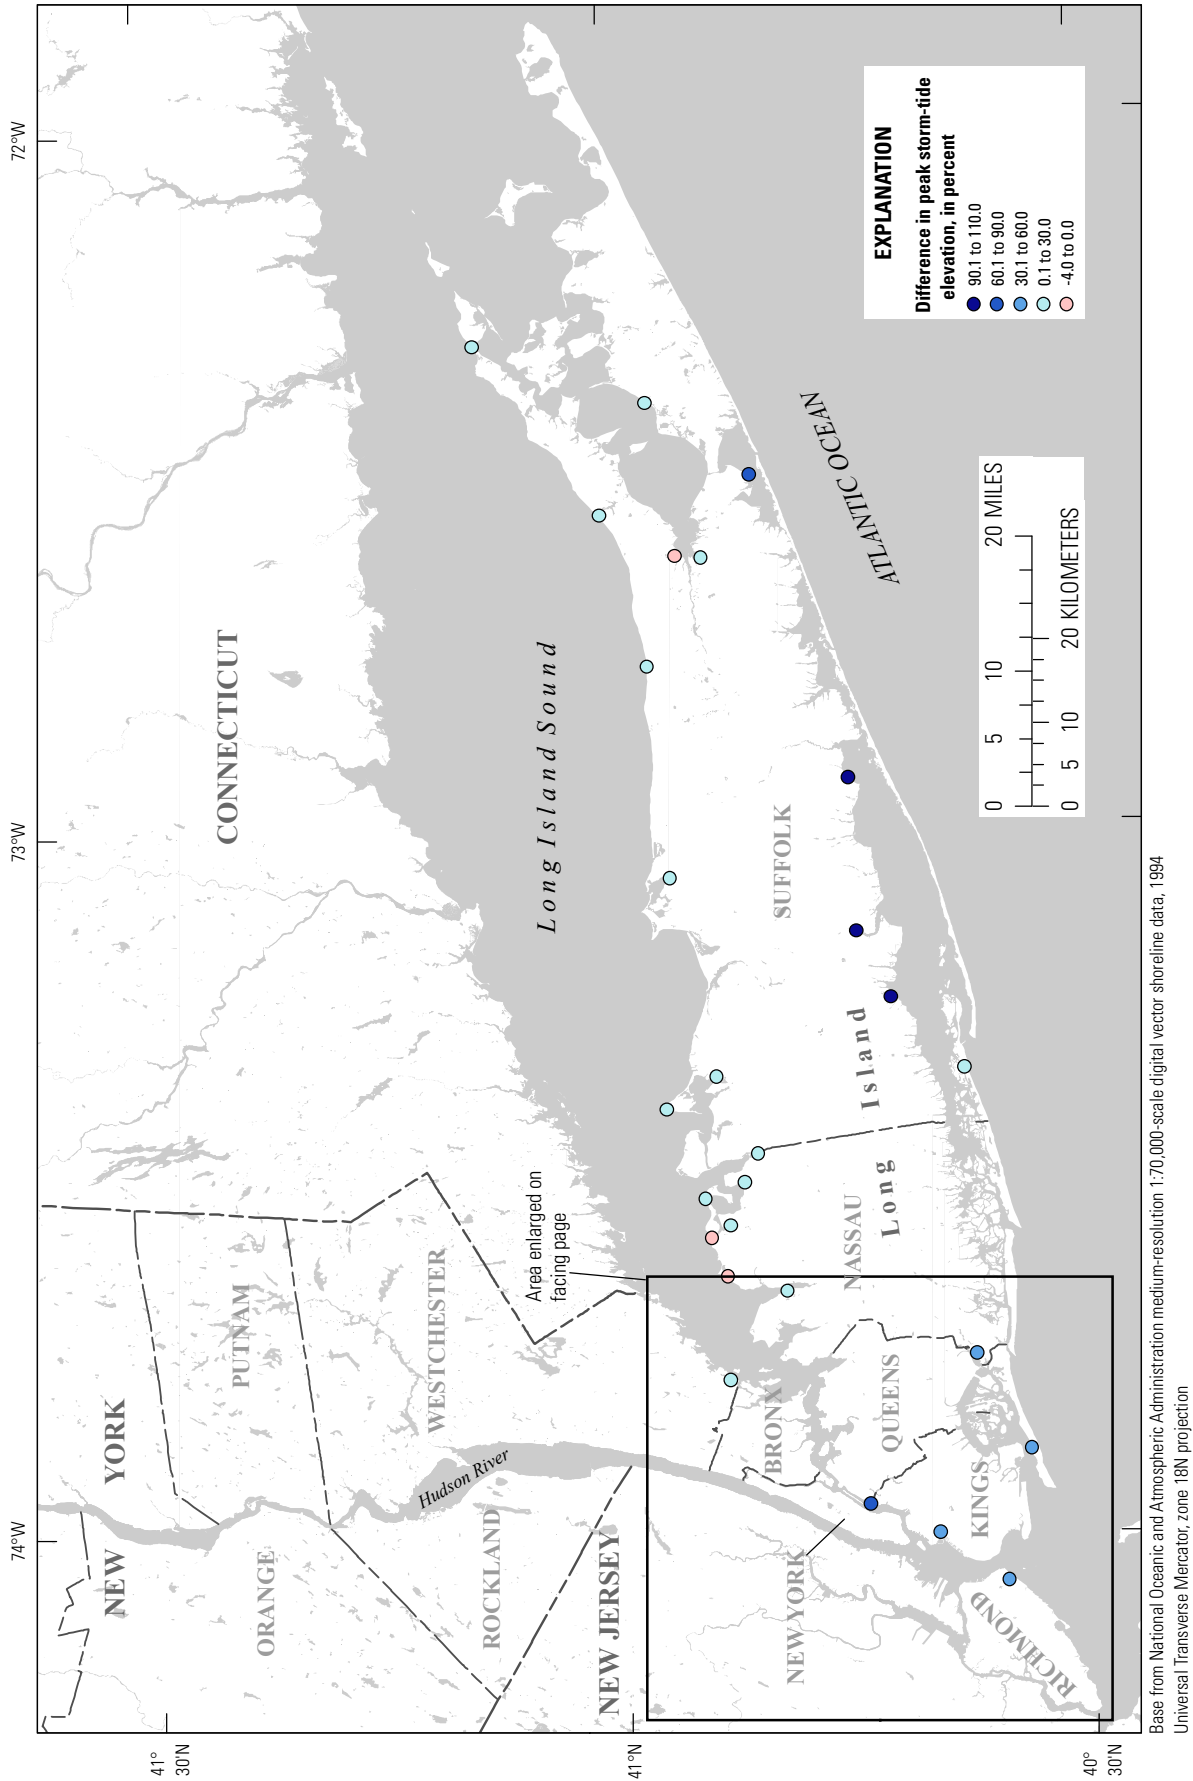 72°W
73°W
74°W
41°
30'N
41°N
40°
30'N
CONNECTICUT
NEW YORK
PUTNAM
WESTCHESTER
ORANGE
ROCKLAND
NEW JERSEY
Hudson River
Long Island Sound
Area enlarged on
facing page
SUFFOLK
Long Island
NASSAU
BRONX
QUEENS
NEW YORK
KINGS
RICHMOND
ATLANTIC OCEAN
0 5 10 20 MILES
0 5 10 20 KILOMETERS
EXPLANATION
Difference in peak storm-tide
elevation, in percent
90.1 to 110.0
60.1 to 90.0
30.1 to 60.0
0.1 to 30.0
-4.0 to 0.0
Base from National Oceanic and Atmospheric Administration medium-resolution 1:70,000-scale digital vector shoreline data, 1994
Universal Transverse Mercator, zone 18N projection